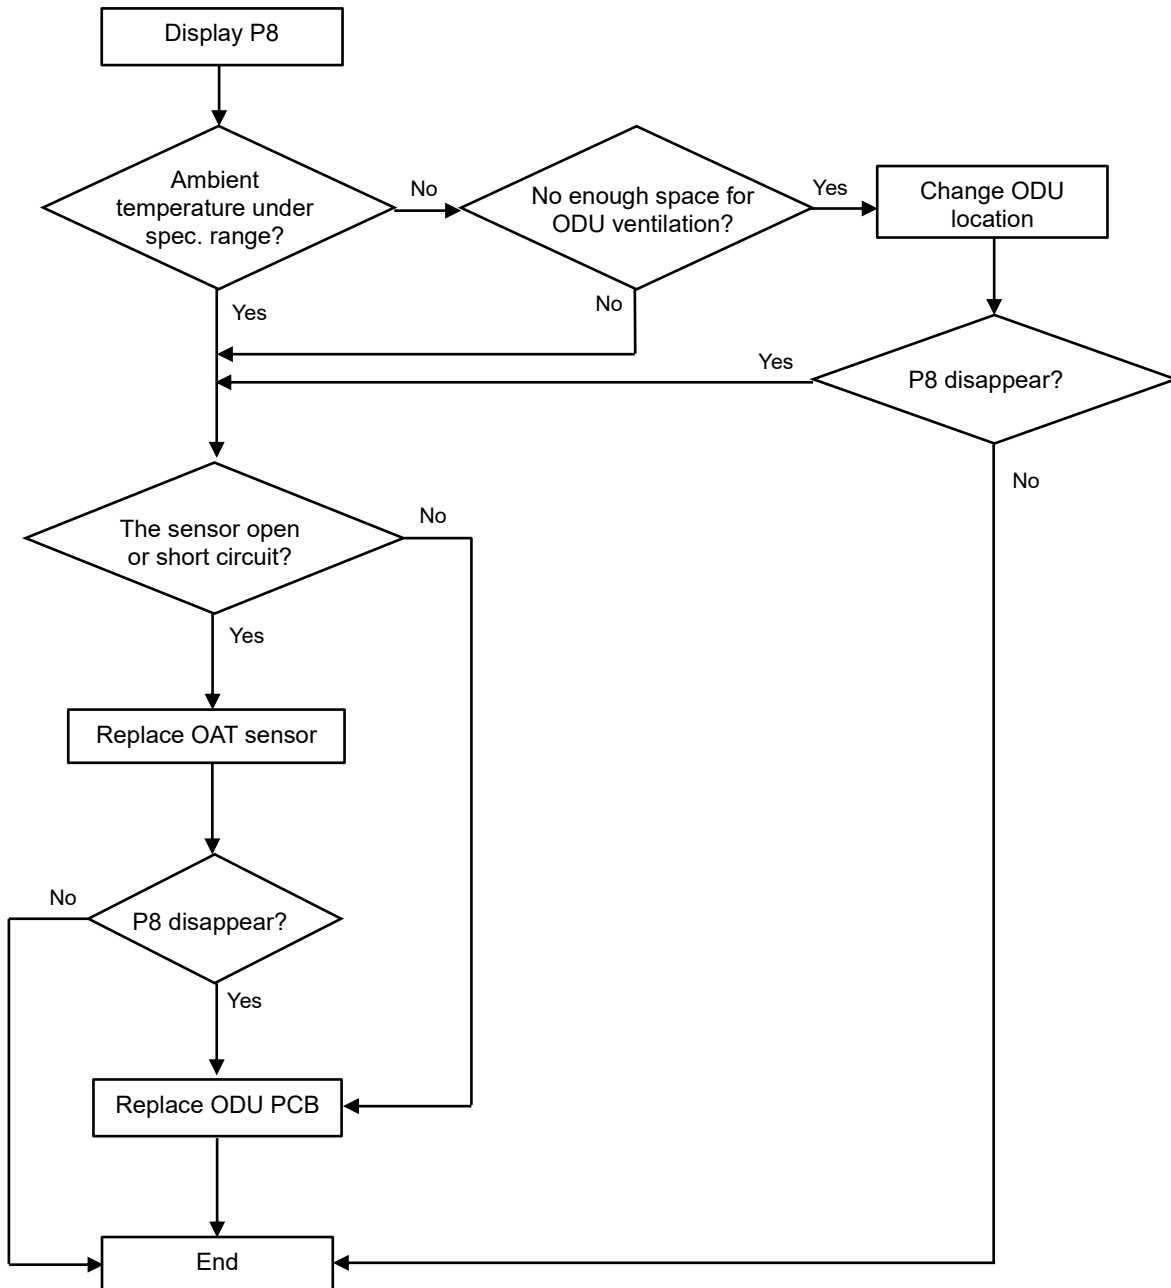 Display P8
Ambient
temperature under
spec. range?
No
No enough space for
ODU ventilation?
Yes
Change ODU
location
Yes
No
Yes
P8 disappear?
No
The sensor open
or short circuit?
No
Yes
Replace OAT sensor
No
P8 disappear?
Yes
Replace ODU PCB
End